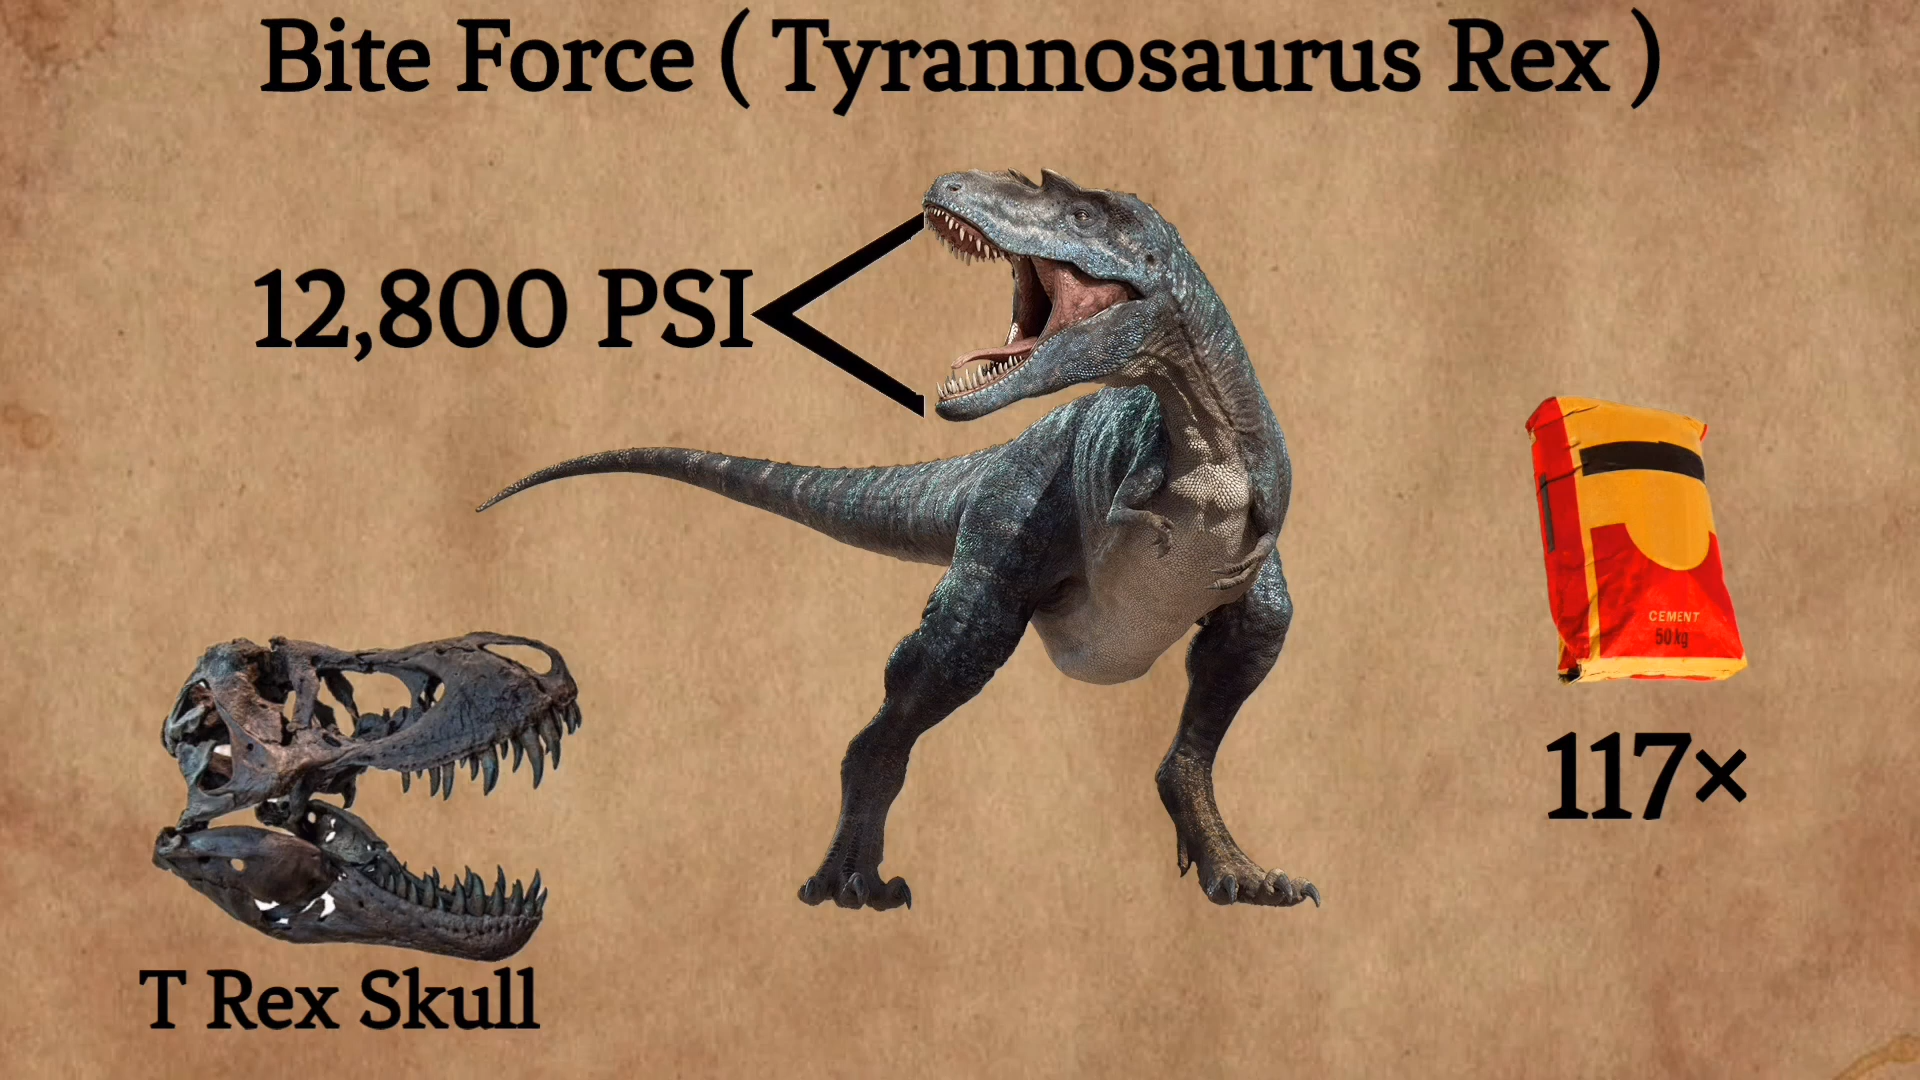 Bite Force ( Tyrannosaurus Rex )
12,800 PSI
CEMENT
50 kg
117×
T Rex Skull